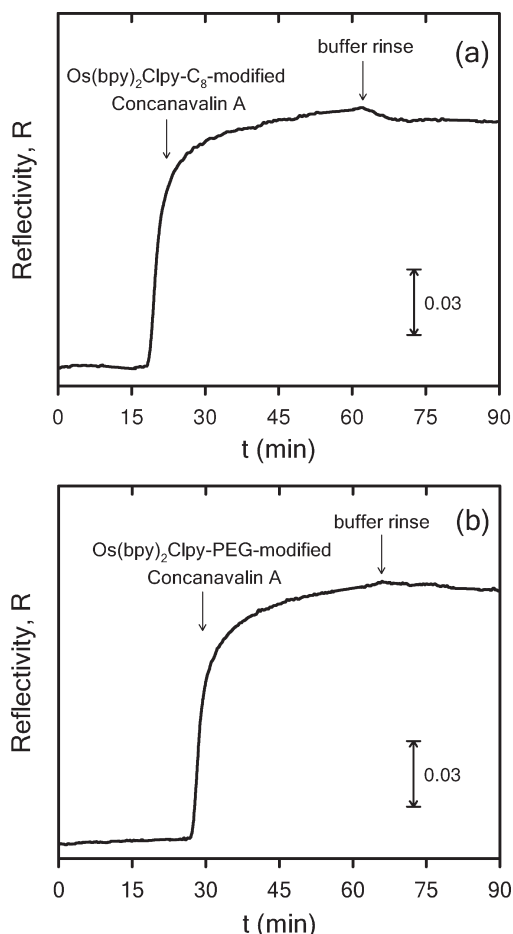 (a)
buffer rinse
Os(bpy)₂Clpy-C₈-modified
Concanavalin A
Reflectivity, R
0.03
0 15 30 45 60 75 90
t (min)
(b)
buffer rinse
Os(bpy)₂Clpy-PEG-modified
Concanavalin A
Reflectivity, R
0.03
0 15 30 45 60 75 90
t (min)